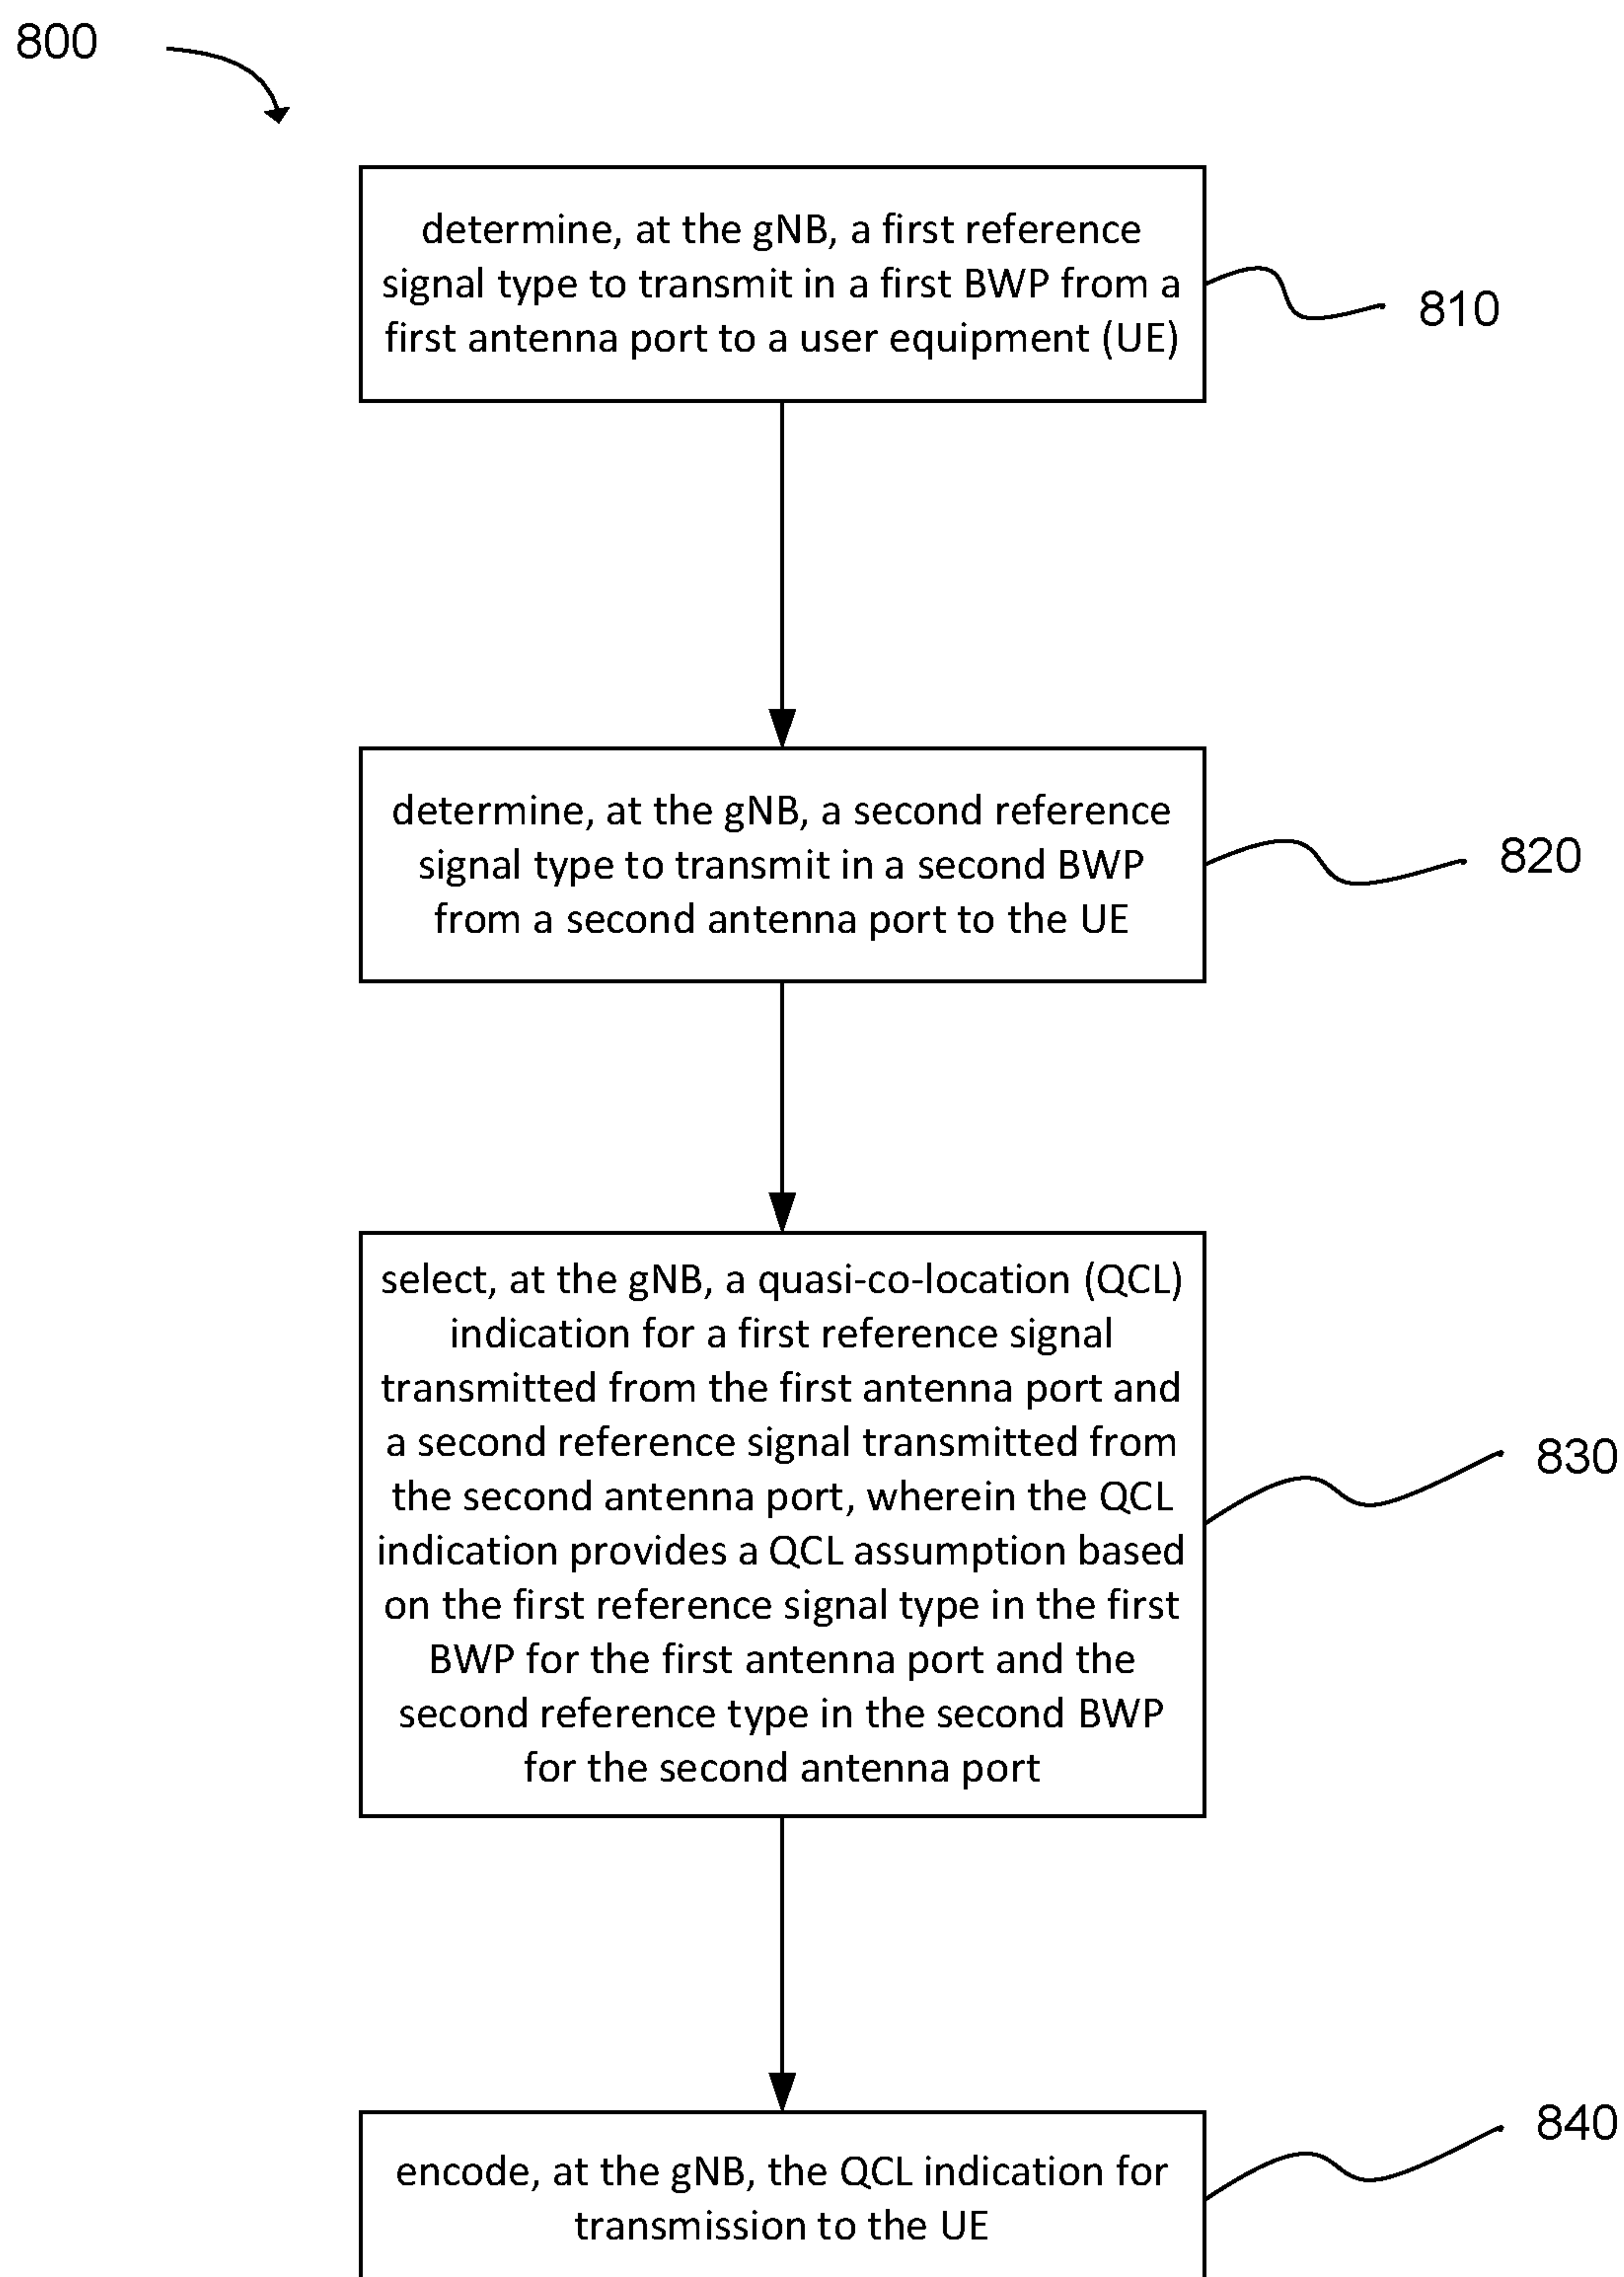 800
determine, at the gNB, a first reference
signal type to transmit in a first BWP from a
first antenna port to a user equipment (UE)
810
determine, at the gNB, a second reference
signal type to transmit in a second BWP
from a second antenna port to the UE
820
select, at the gNB, a quasi-co-location (QCL)
indication for a first reference signal
transmitted from the first antenna port and
a second reference signal transmitted from
the second antenna port, wherein the QCL
indication provides a QCL assumption based
on the first reference signal type in the first
BWP for the first antenna port and the
second reference type in the second BWP
for the second antenna port
830
encode, at the gNB, the QCL indication for
transmission to the UE
840